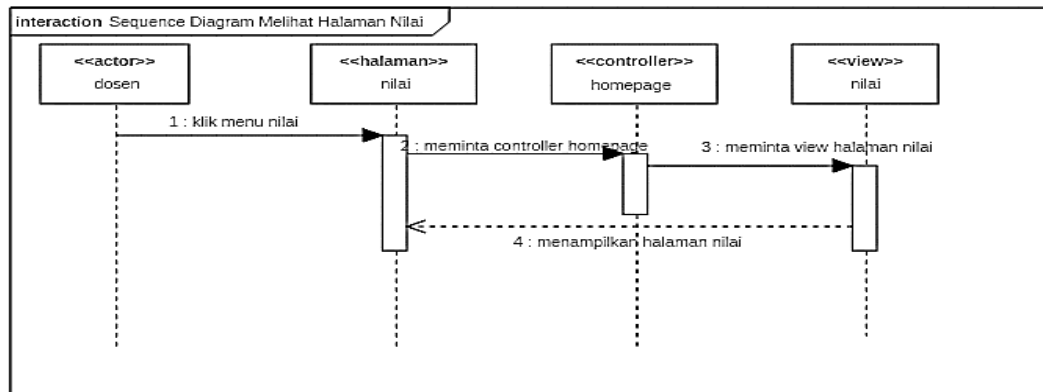 interaction Sequence Diagram Melihat Halaman Nilai
<<actor>>
dosen
<<halaman>>
nilai
<<controller>>
homepage
<<view>>
nilai
1 : klik menu nilai
2 : meminta controller homepage
3 : meminta view halaman nilai
4 : menampilkan halaman nilai